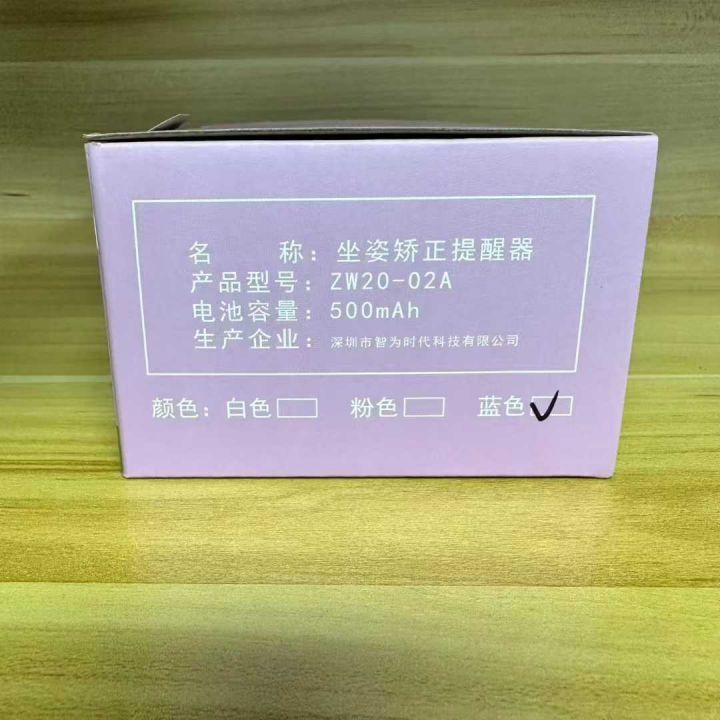 名 称：坐姿矫正提醒器
产品型号：ZW20-02A
电池容量：500mAh
生产企业：深圳市智为时代科技有限公司
颜色：白色 粉色 蓝色